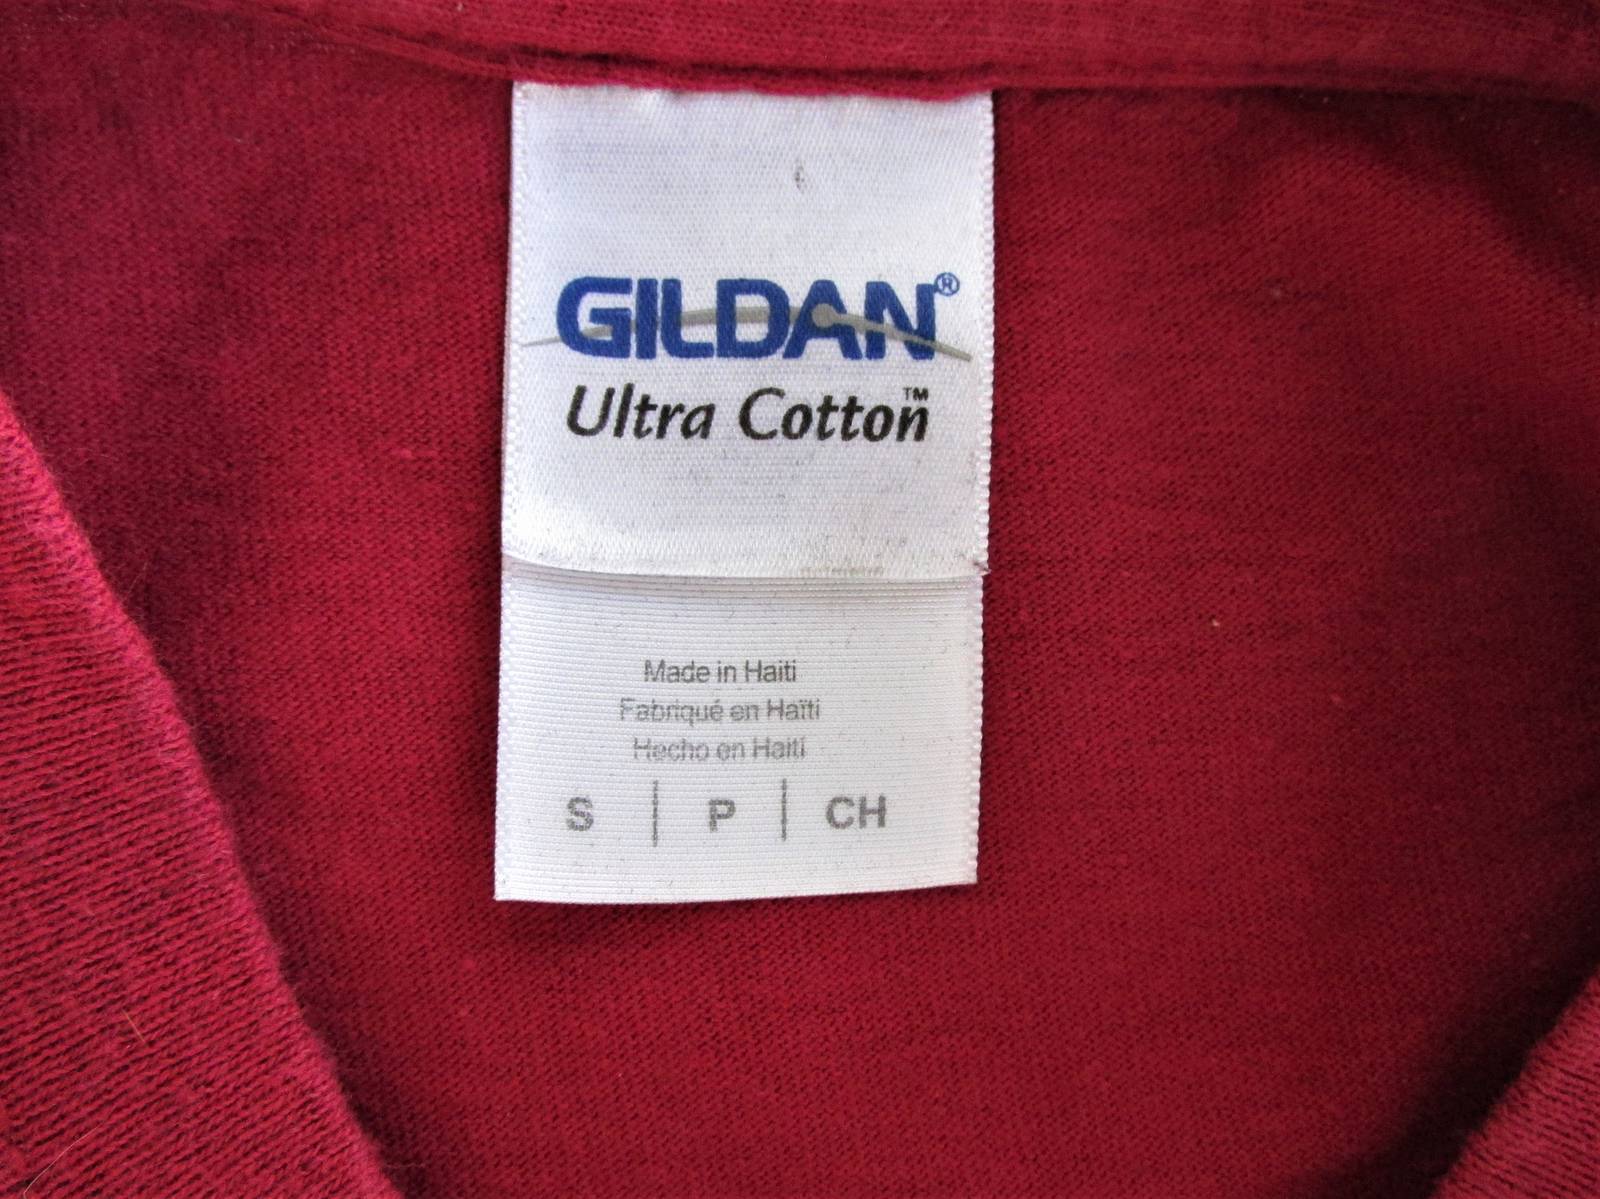 GILDAN®
Ultra Cotton™
Made in Haiti
Fabriqué en Haïti
Hecho en Haití
S | P | CH